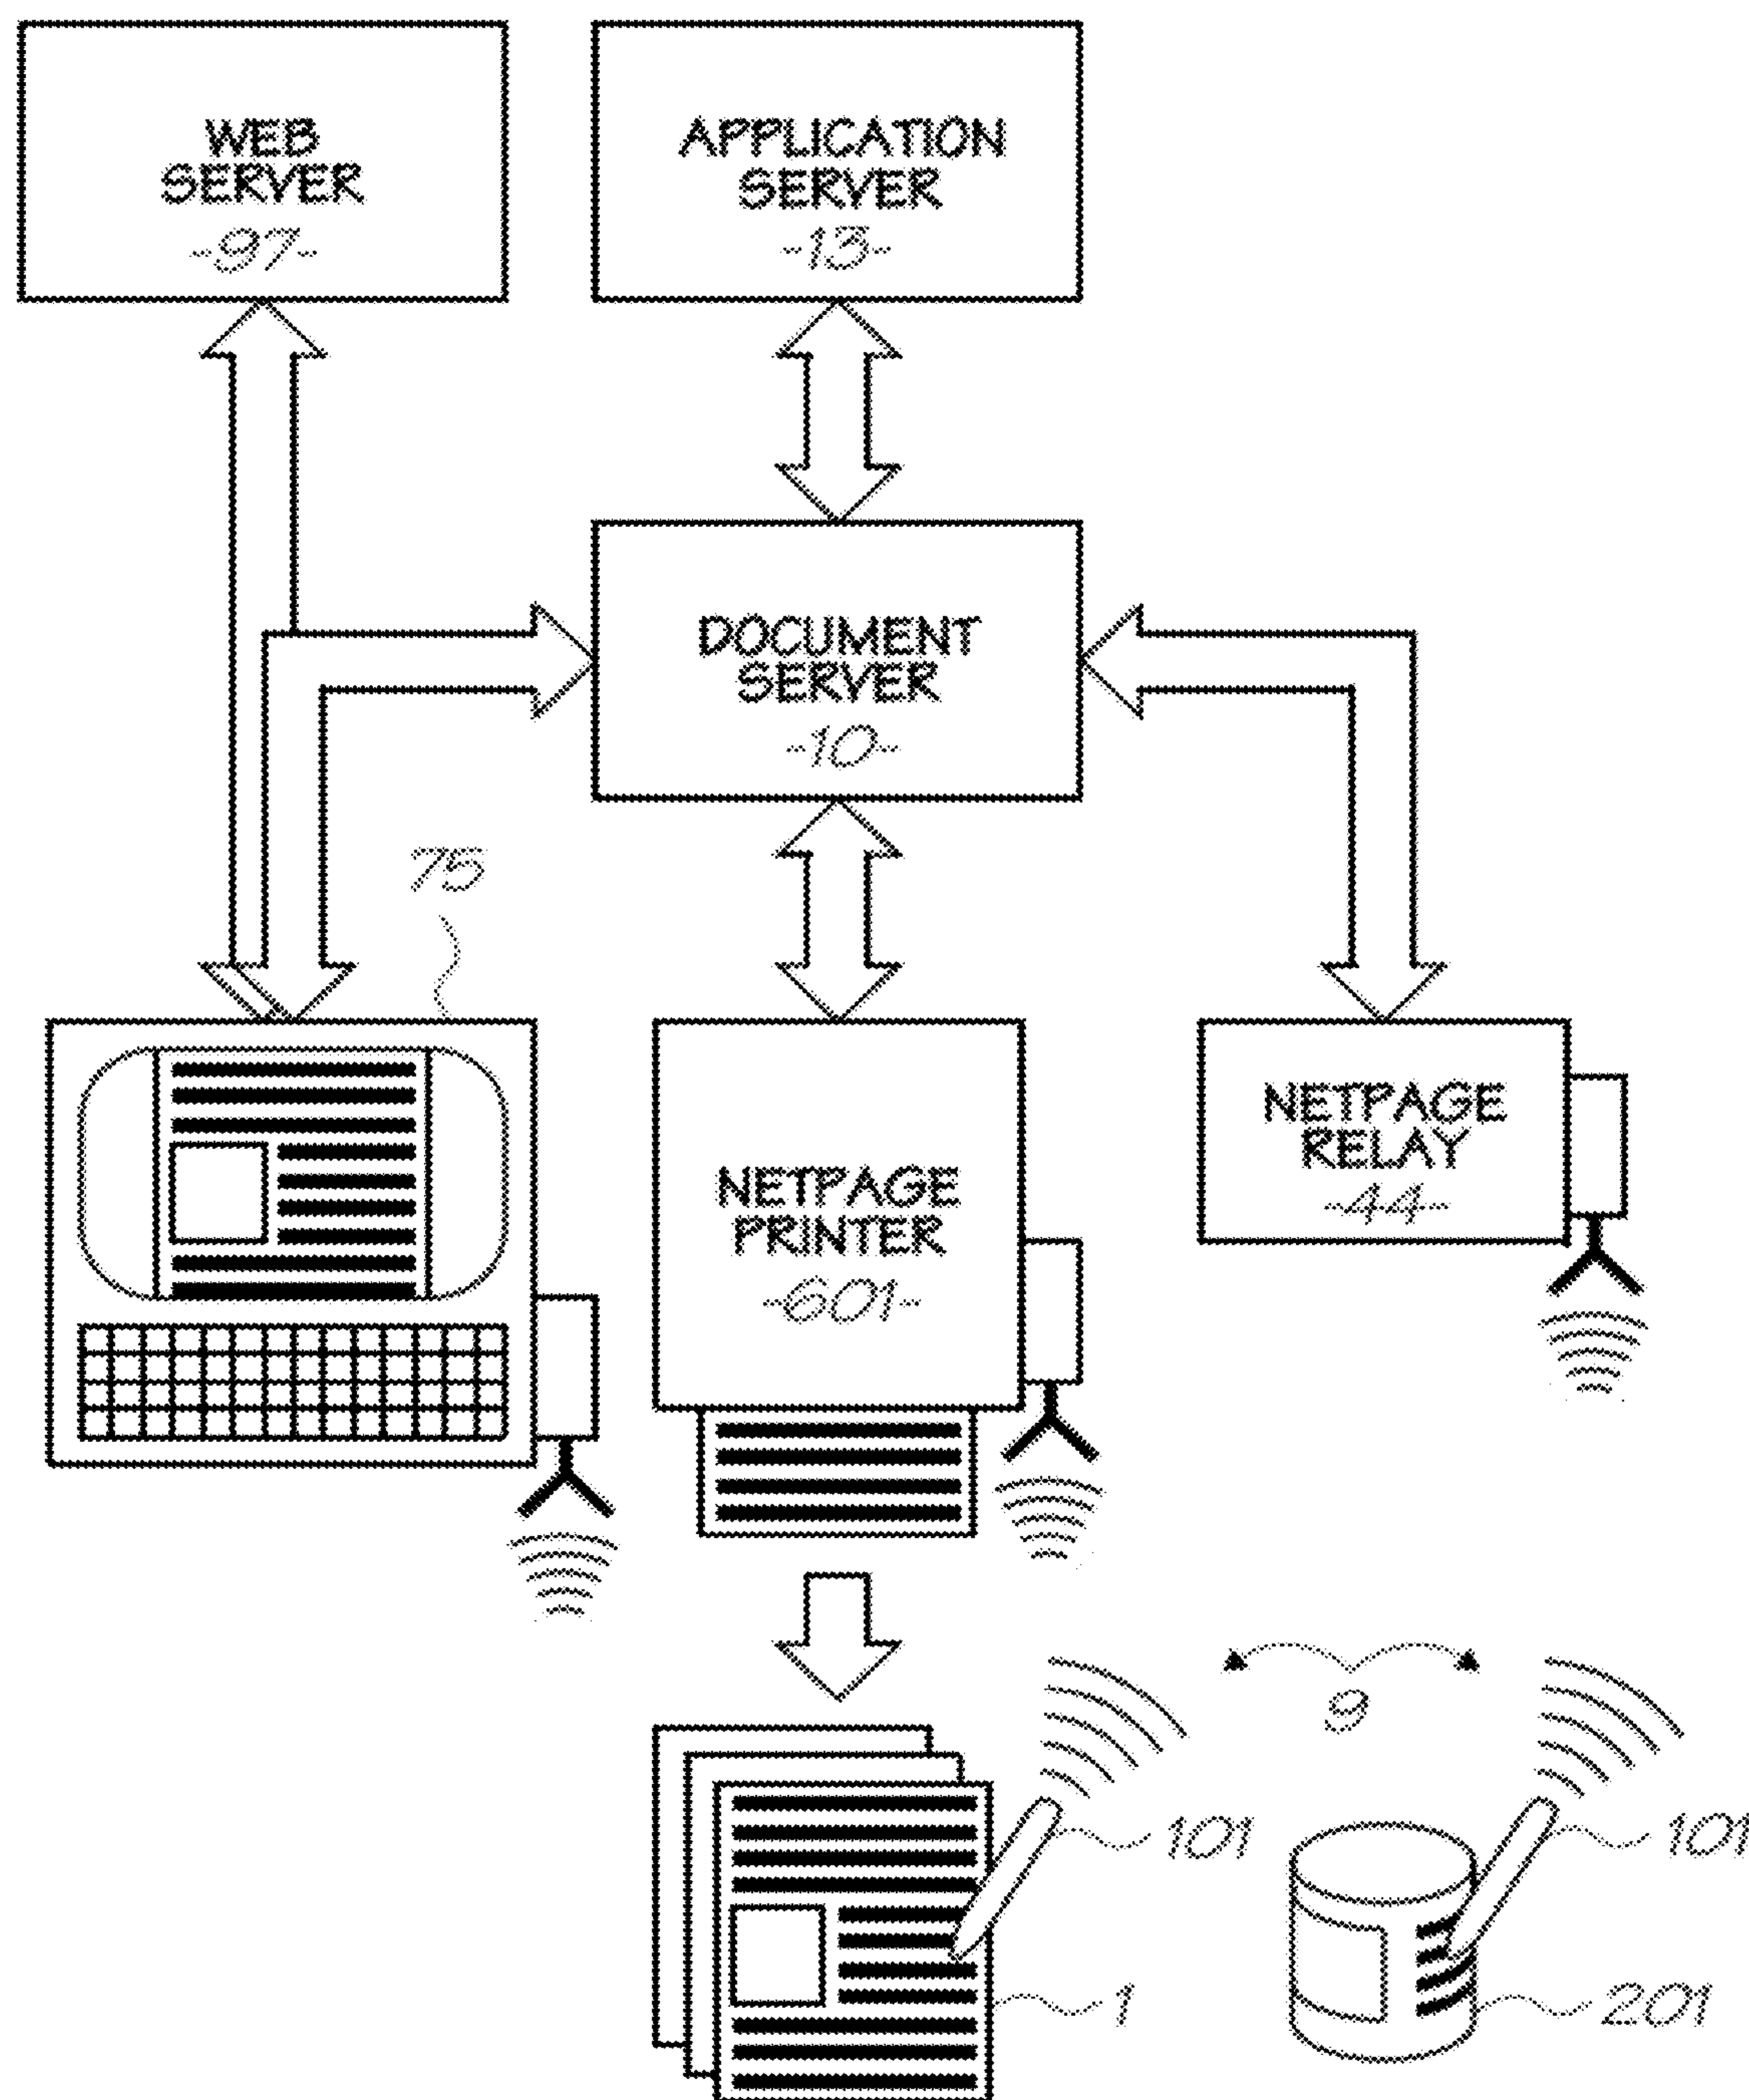 WEB
SERVER
-97-
APPLICATION
SERVER
-13-
DOCUMENT
SERVER
-10-
75
NETPAGE
PRINTER
-601-
NETPAGE
RELAY
-44-
9
101
101
1
201